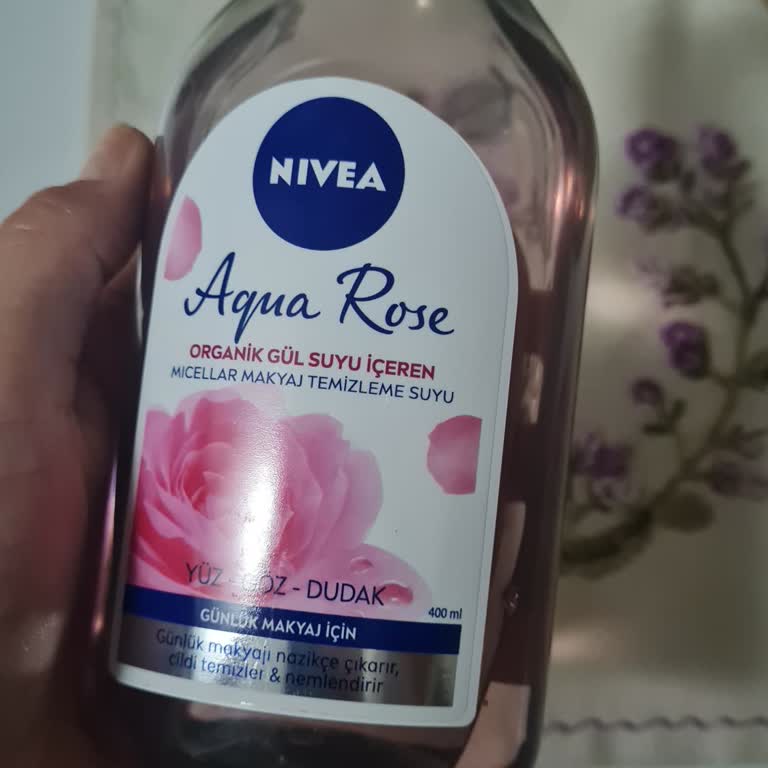 NIVEA
Aqua Rose
ORGANİK GÜL SUYU İÇEREN
MICELLAR MAKYAJ TEMİZLEME SUYU
YÜZ - GÖZ - DUDAK
400 ml
GÜNLÜK MAKYAJ İÇİN
Günlük makyajı nazikçe çıkarır,
cildi temizler & nemlendirir